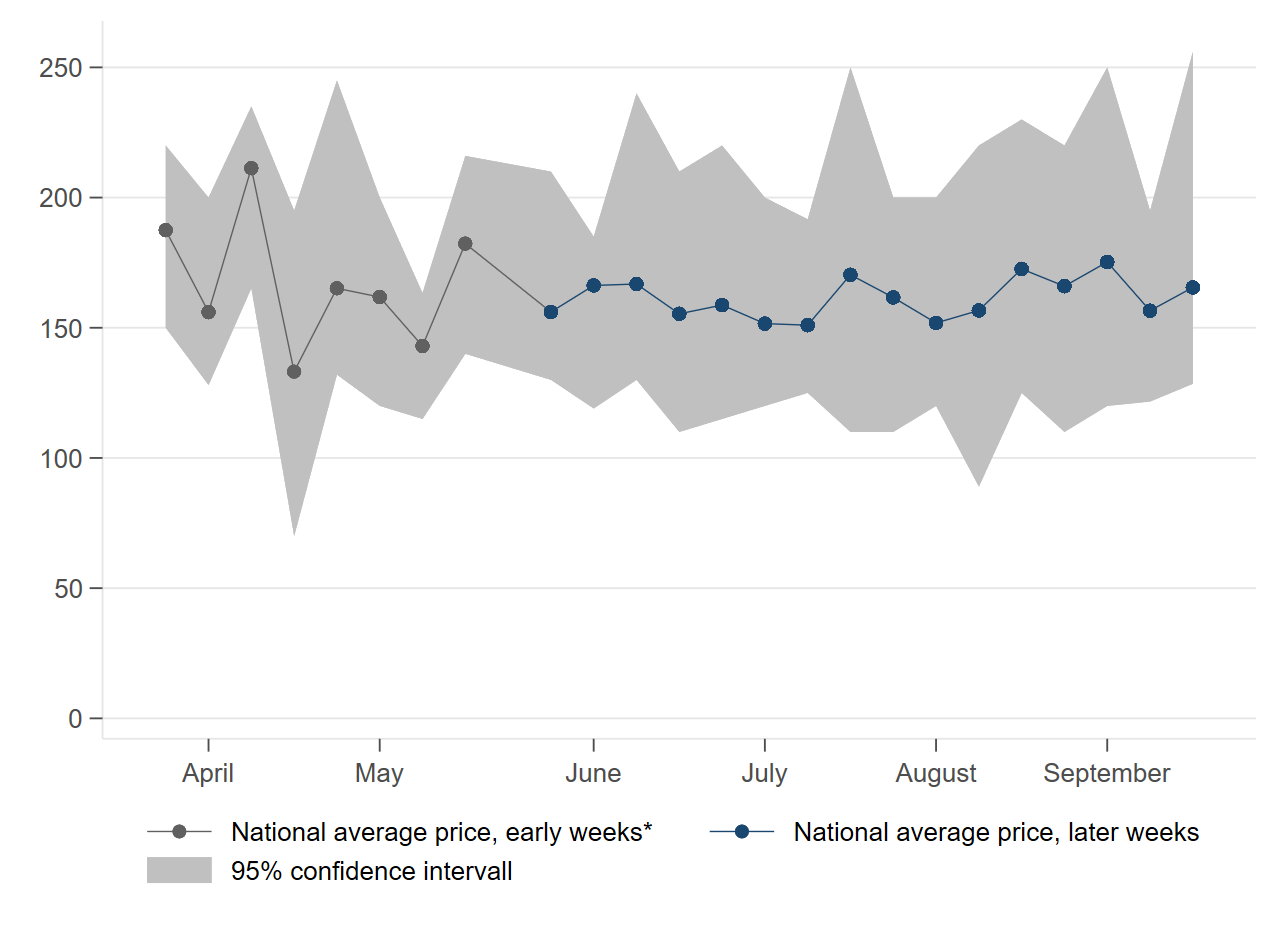 250
200
150
100
50
0
April May June July August September
National average price, early weeks* National average price, later weeks
95% confidence intervall